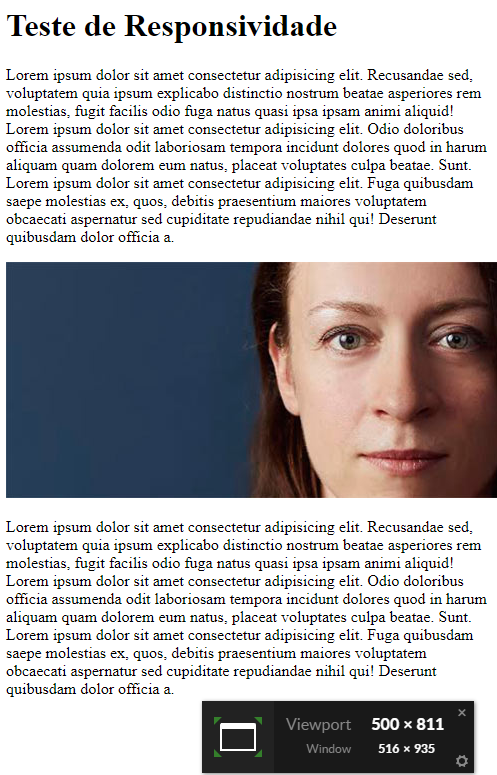 Teste de Responsividade
Lorem ipsum dolor sit amet consectetur adipisicing elit. Recusandae sed,
voluptatem quia ipsum explicabo distinctio nostrum beatae asperiores rem
molestias, fugit facilis odio fuga natus quasi ipsa ipsam animi aliquid!
Lorem ipsum dolor sit amet consectetur adipisicing elit. Odio doloribus
officia assumenda odit laboriosam tempora incidunt dolores quod in harum
aliquam quam dolorem eum natus, placeat voluptates culpa beatae. Sunt.
Lorem ipsum dolor sit amet consectetur adipisicing elit. Fuga quibusdam
saepe molestias ex, quos, debitis praesentium maiores voluptatum
obcaecati aspernatur sed cupiditate repudiandae nihil qui! Deserunt
quibusdam dolor officia a.
Lorem ipsum dolor sit amet consectetur adipisicing elit. Recusandae sed,
voluptatem quia ipsum explicabo distinctio nostrum beatae asperiores rem
molestias, fugit facilis odio fuga natus quasi ipsa ipsam animi aliquid!
Lorem ipsum dolor sit amet consectetur adipisicing elit. Odio doloribus
officia assumenda odit laboriosam tempora incidunt dolores quod in harum
aliquam quam dolorem eum natus, placeat voluptates culpa beatae. Sunt.
Lorem ipsum dolor sit amet consectetur adipisicing elit. Fuga quibusdam
saepe molestias ex, quos, debitis praesentium maiores voluptatum
obcaecati aspernatur sed cupiditate repudiandae nihil qui! Deserunt
quibusdam dolor officia a.
Viewport 500 × 811
Window 516 × 935